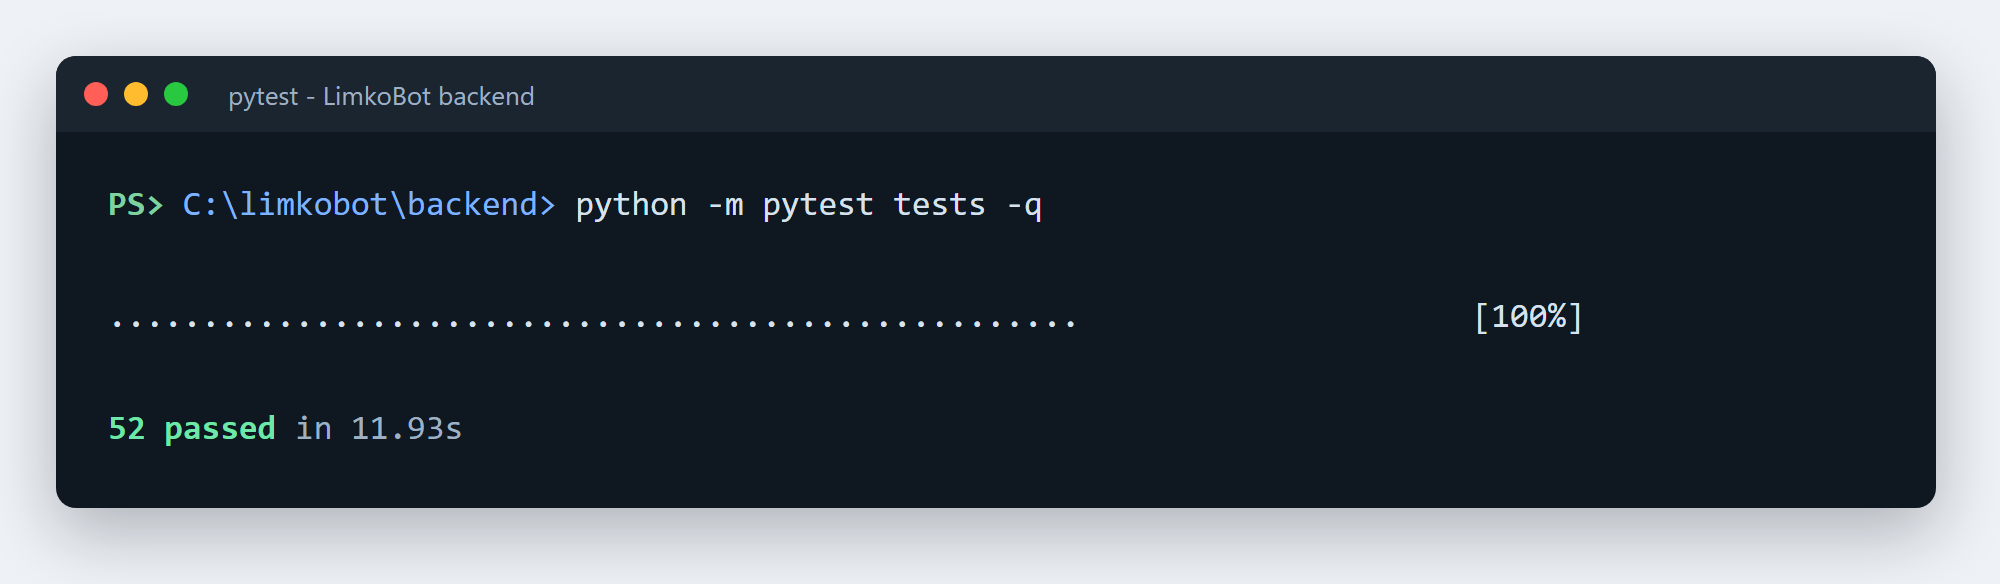 pytest - LimkoBot backend
PS> C:\limkobot\backend> python -m pytest tests -q
.................................................... [100%]
52 passed in 11.93s